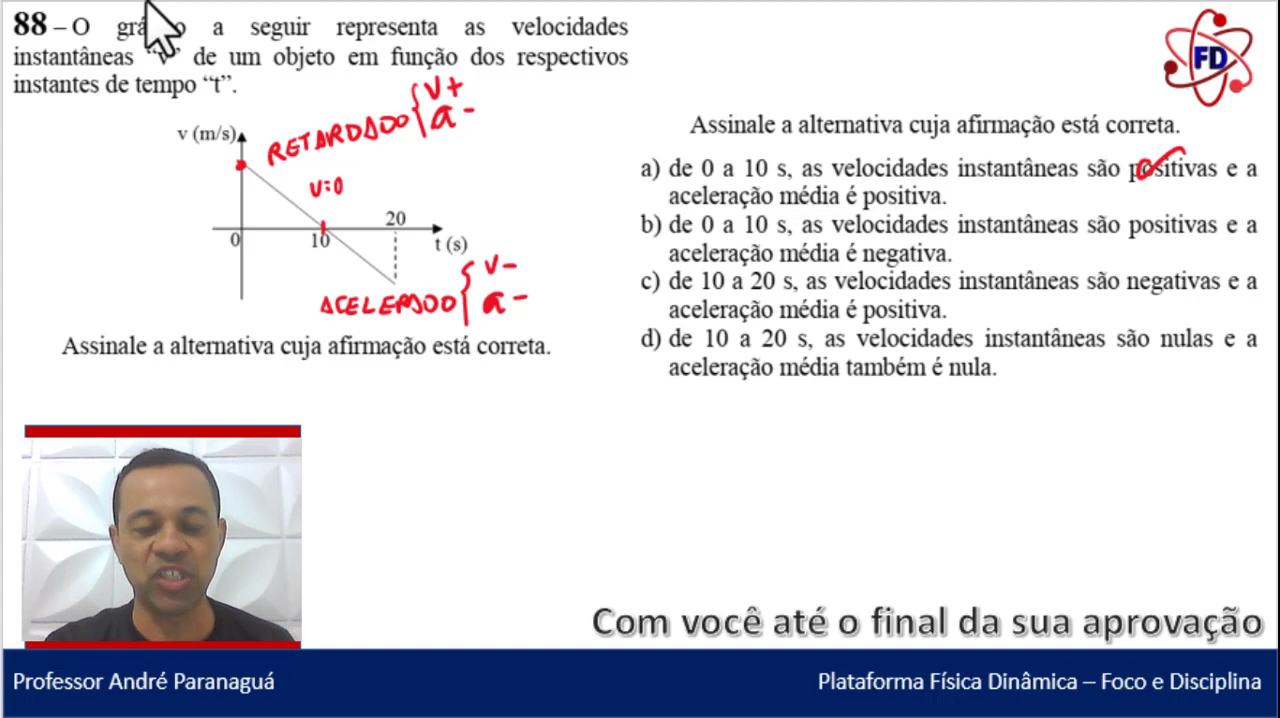 88 – O grá o a seguir representa as velocidades
instantâneas “ ” de um objeto em função dos respectivos
instantes de tempo “t”.
FD
v (m/s)
RETARDADO { V+
a -
V=0
20
0
10
t (s)
ACELERADO { V-
a -
Assinale a alternativa cuja afirmação está correta.
Assinale a alternativa cuja afirmação está correta.
a) de 0 a 10 s, as velocidades instantâneas são positivas e a
aceleração média é positiva.
b) de 0 a 10 s, as velocidades instantâneas são positivas e a
aceleração média é negativa.
c) de 10 a 20 s, as velocidades instantâneas são negativas e a
aceleração média é positiva.
d) de 10 a 20 s, as velocidades instantâneas são nulas e a
aceleração média também é nula.
Com você até o final da sua aprovação
Professor André Paranaguá
Plataforma Física Dinâmica – Foco e Disciplina